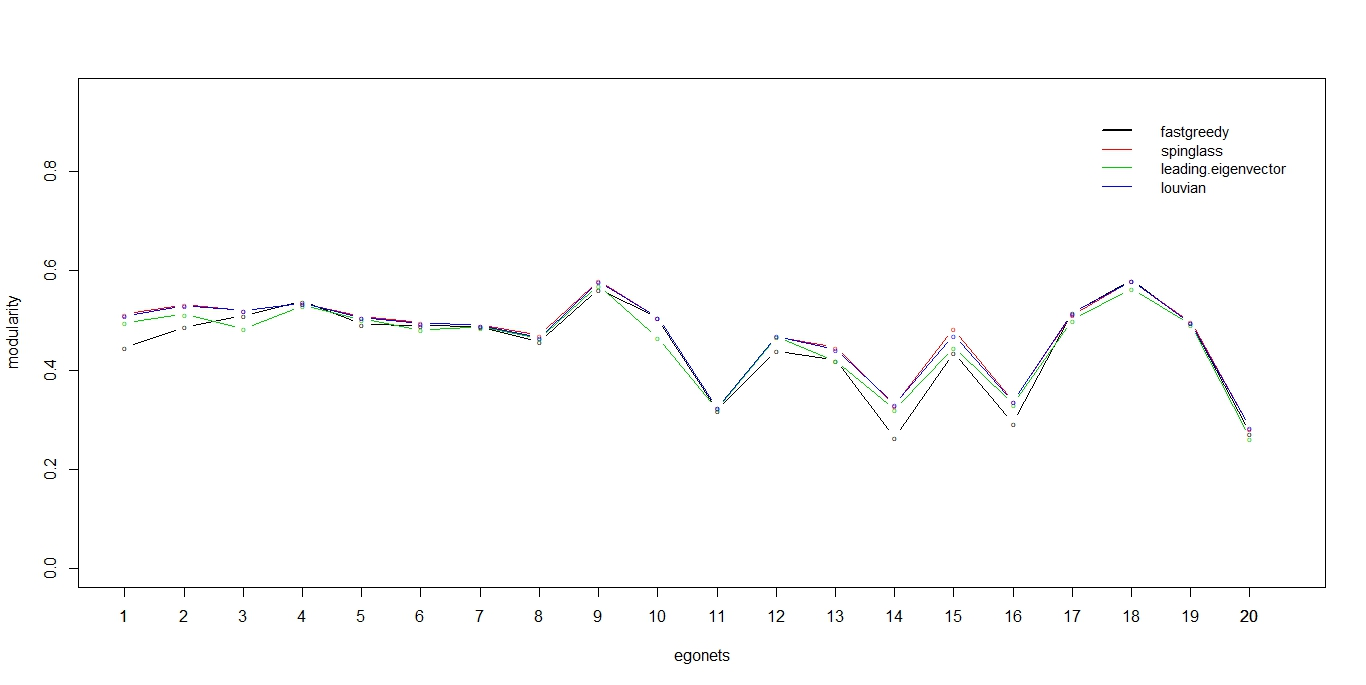 fastgreedy
spinglass
leading.eigenvector
louvian
modularity
0.8
0.6
0.4
0.2
0.0
1 2 3 4 5 6 7 8 9 10 11 12 13 14 15 16 17 18 19 20
egonets